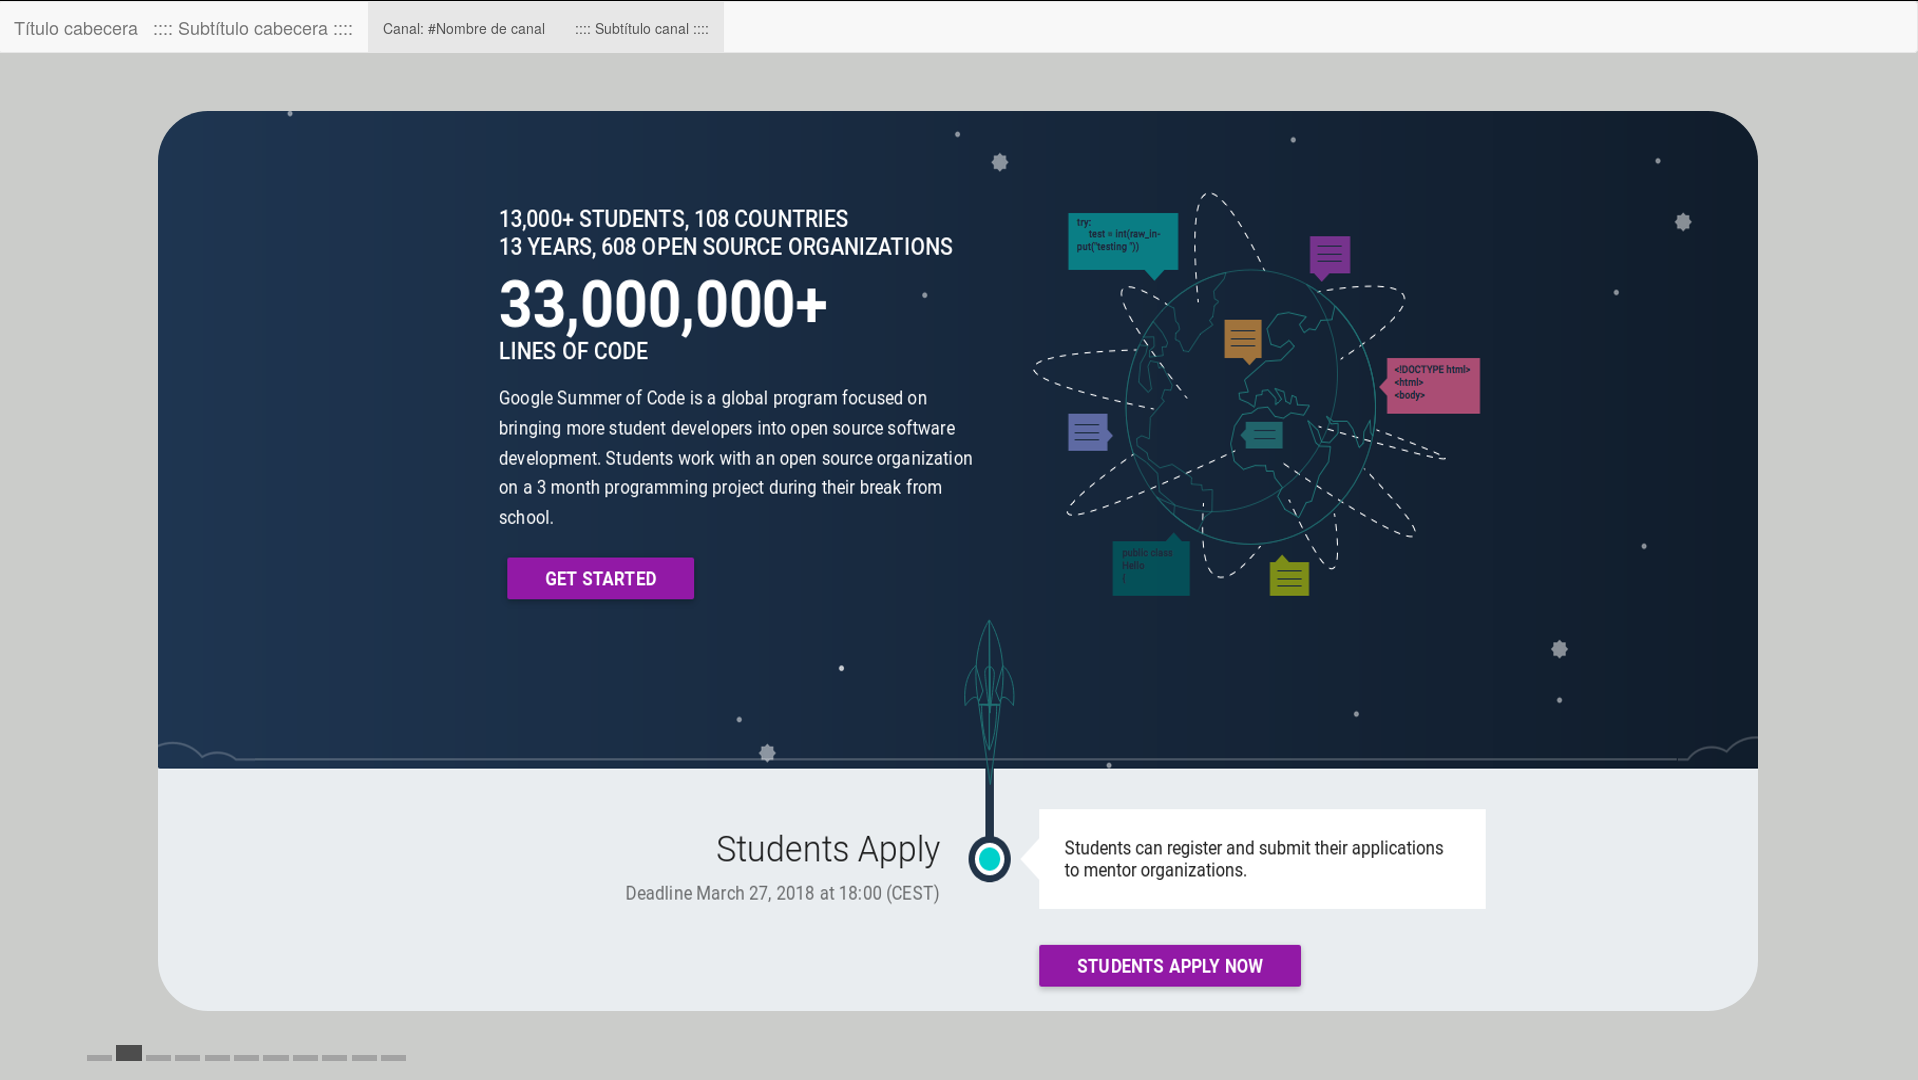 Título cabecera :::: Subtítulo cabecera :::: Canal: #Nombre de canal :::: Subtítulo canal ::::
13,000+ STUDENTS, 108 COUNTRIES
13 YEARS, 608 OPEN SOURCE ORGANIZATIONS
33,000,000+
LINES OF CODE
Google Summer of Code is a global program focused on
bringing more student developers into open source software
development. Students work with an open source organization
on a 3 month programming project during their break from
school.
GET STARTED
try:
test = int(raw_in-
put("testing "))
<!DOCTYPE html>
<html>
<body>
public class
Hello
{
Students Apply
Deadline March 27, 2018 at 18:00 (CEST)
Students can register and submit their applications
to mentor organizations.
STUDENTS APPLY NOW